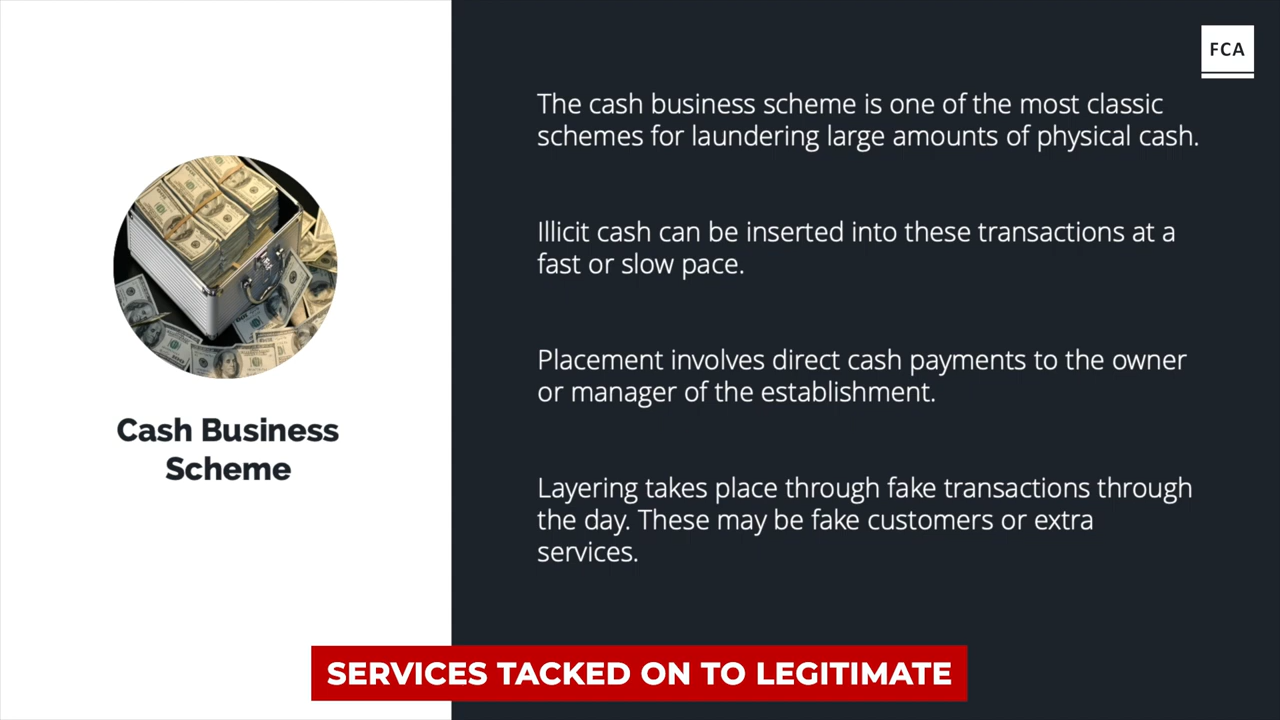 FCA
The cash business scheme is one of the most classic
schemes for laundering large amounts of physical cash.
Illicit cash can be inserted into these transactions at a
fast or slow pace.
Placement involves direct cash payments to the owner
or manager of the establishment.
Cash Business
Scheme
Layering takes place through fake transactions through
the day. These may be fake customers or extra
services.
SERVICES TACKED ON TO LEGITIMATE